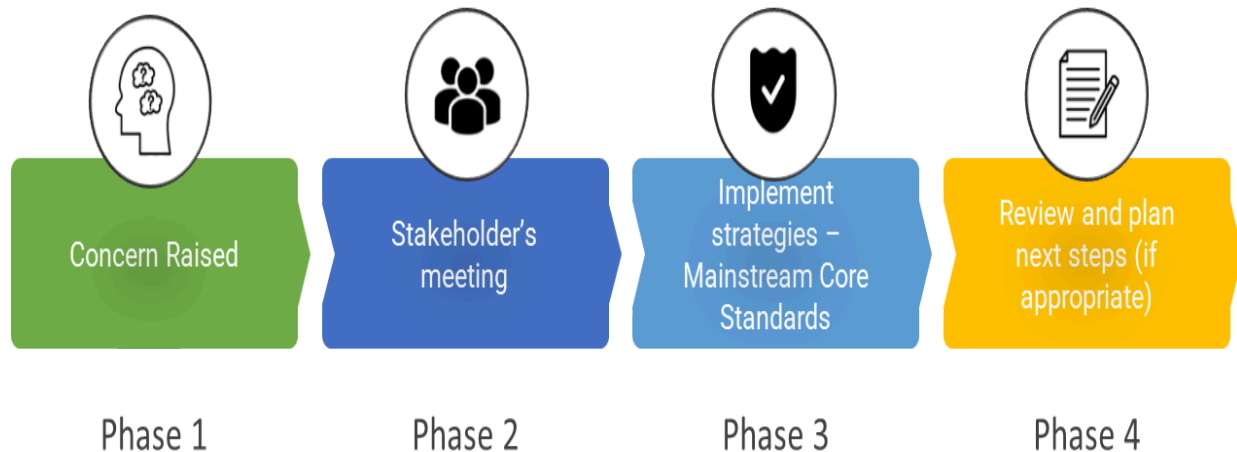 Concern Raised
Stakeholder’s
meeting
Implement
strategies –
Mainstream Core
Standards
Review and plan
next steps (if
appropriate)
Phase 1
Phase 2
Phase 3
Phase 4